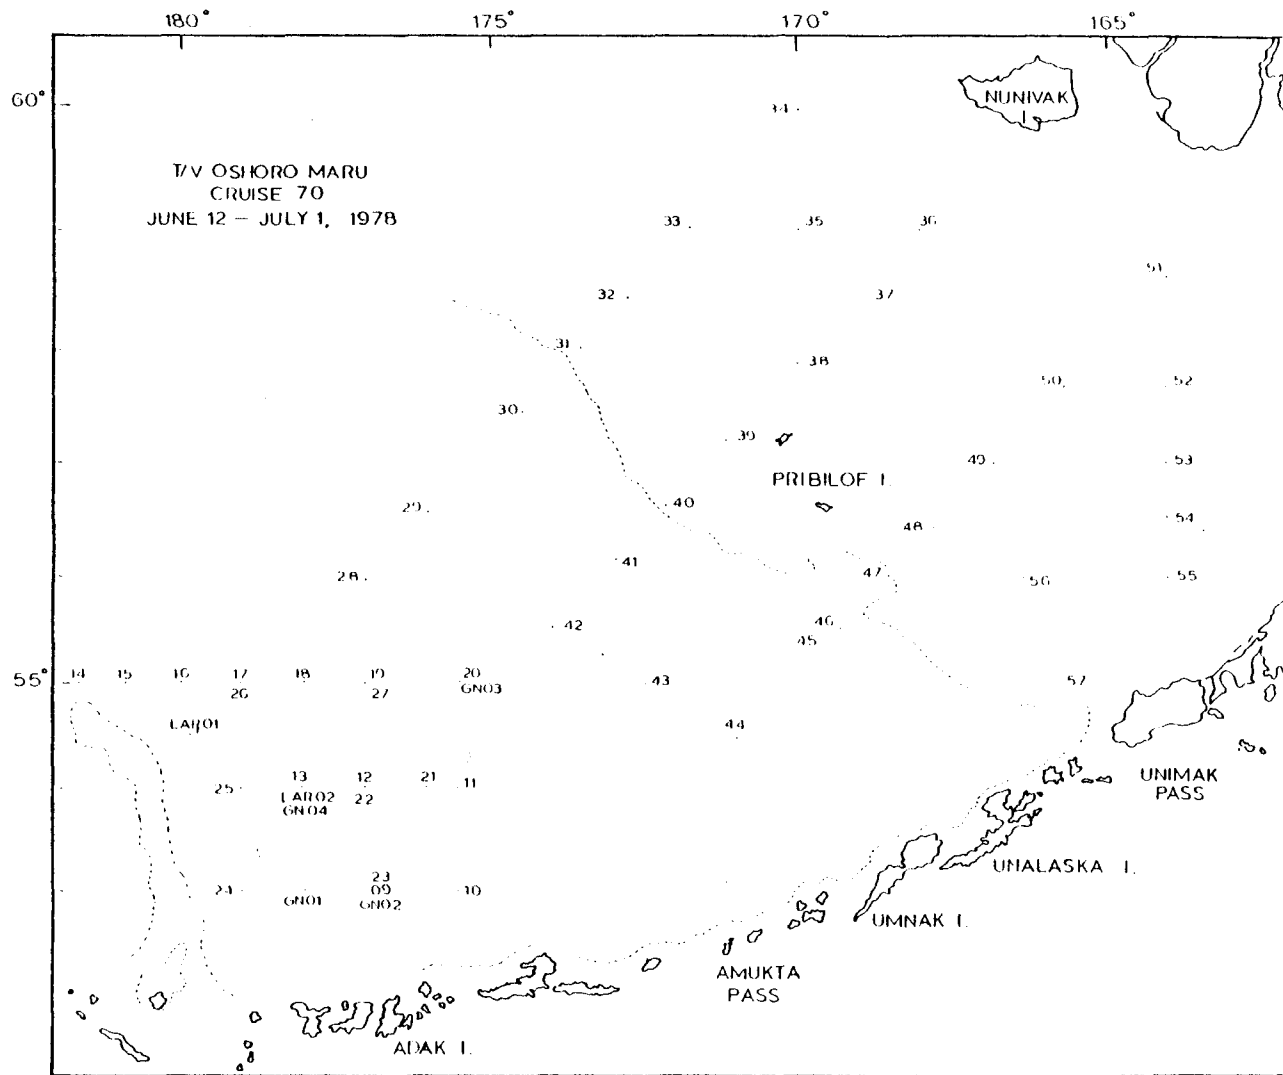 180° 175° 170° 165°
60°
NUNIVAK
I.
34
T/V OSHORO MARU
CRUISE 70
JUNE 12 – JULY 1, 1978
33 35 36
51
32 37
31
38
50 52
30
39
49 53
PRIBILOF I.
40
29
54
48
41
47
28
56 55
42
46
45
14 15 16 17 18 19 20
55°
43
57
26 27 GN03
LAR01
44
13 12 21 11
25
LAR02 22
GN04
UNIMAK
PASS
UNALASKA I.
23
24 09 10
GN01 GN02
UMNAK I.
AMUKTA
PASS
ADAK I.